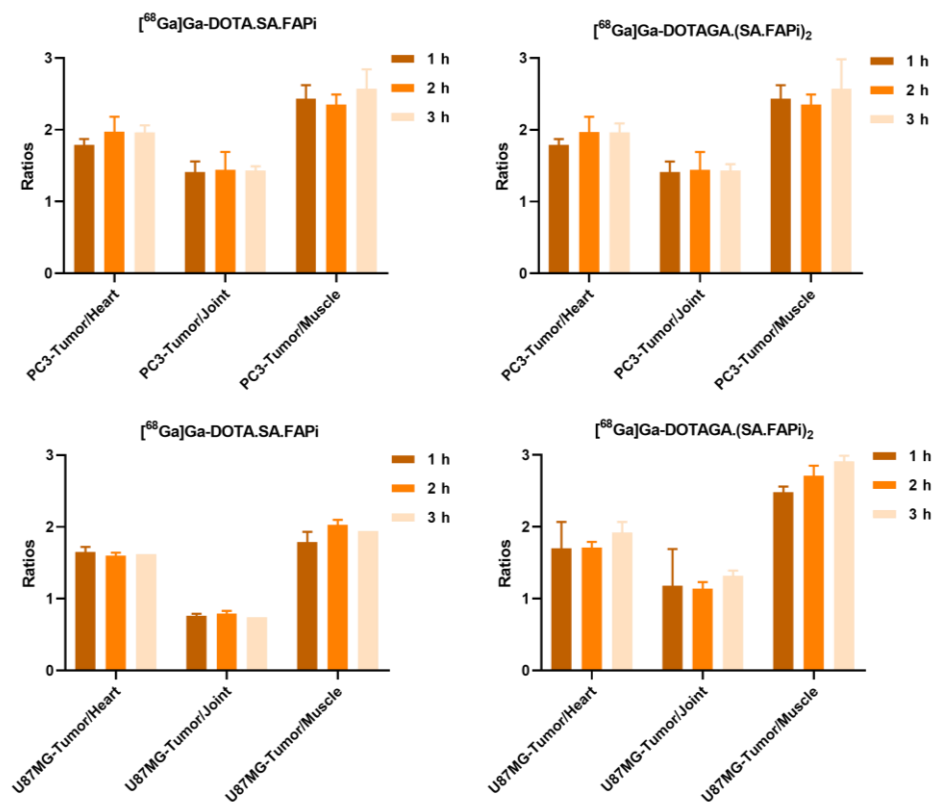 [⁶⁸Ga]Ga-DOTA.SA.FAPi
3
2
1
0
Ratios
1 h
2 h
3 h
PC3-Tumor/Heart
PC3-Tumor/Joint
PC3-Tumor/Muscle
[⁶⁸Ga]Ga-DOTAGA.(SA.FAPi)₂
3
2
1
0
Ratios
1 h
2 h
3 h
PC3-Tumor/Heart
PC3-Tumor/Joint
PC3-Tumor/Muscle
[⁶⁸Ga]Ga-DOTA.SA.FAPi
3
2
1
0
Ratios
1 h
2 h
3 h
U87MG-Tumor/Heart
U87MG-Tumor/Joint
U87MG-Tumor/Muscle
[⁶⁸Ga]Ga-DOTAGA.(SA.FAPi)₂
3
2
1
0
Ratios
1 h
2 h
3 h
U87MG-Tumor/Heart
U87MG-Tumor/Joint
U87MG-Tumor/Muscle